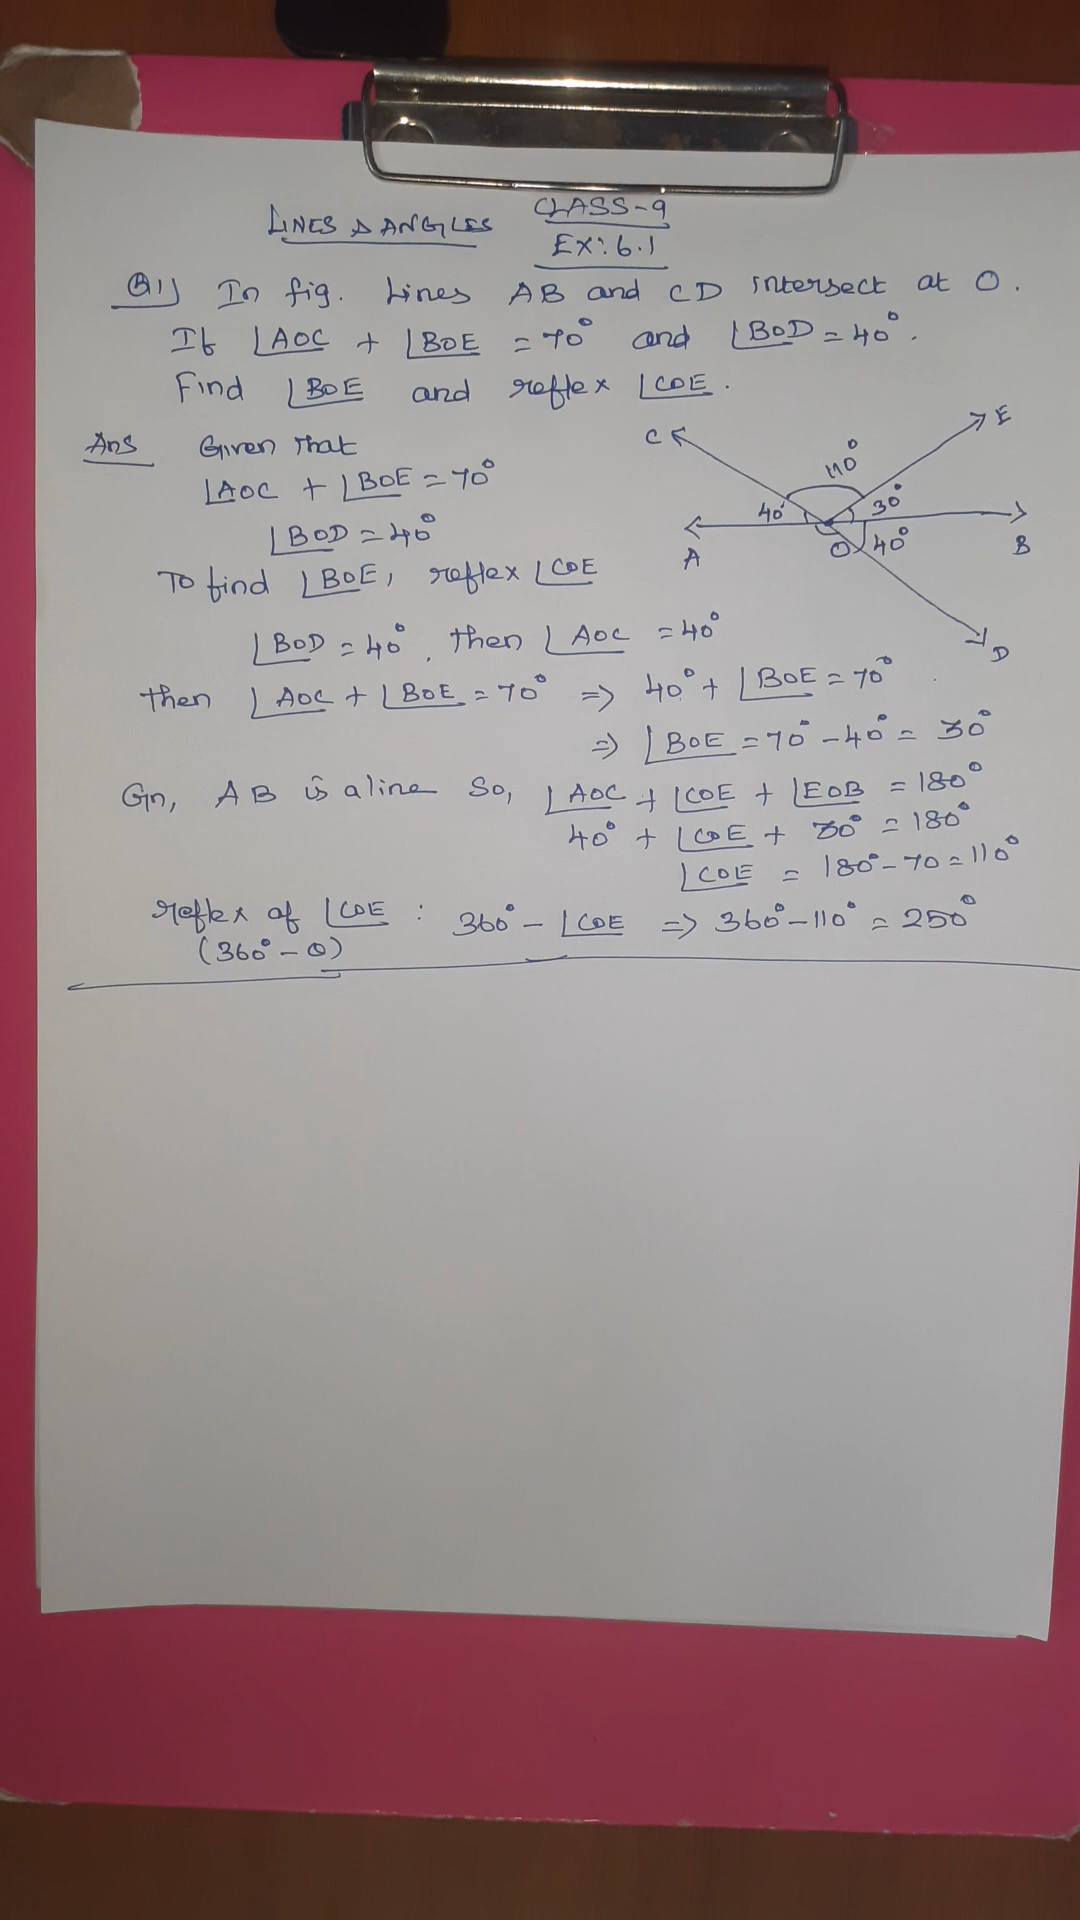 LINES & ANGLES CLASS-9
EX: 6.1
Q1) In fig. Lines AB and CD intersect at O.
If ∠AOC + ∠BOE = 70° and ∠BOD = 40°.
Find ∠BOE and reflex ∠COE.
Ans Given that
∠AOC + ∠BOE = 70°
∠BOD = 40°
To find ∠BOE, reflex ∠COE
C
E
110°
40°
30°
A
O
40°
B
D
∠BOD = 40°, then ∠AOC = 40°
then ∠AOC + ∠BOE = 70° => 40° + ∠BOE = 70°
=> ∠BOE = 70° - 40° = 30°
Gn, AB is a line So, ∠AOC + ∠COE + ∠EOB = 180°
40° + ∠COE + 30° = 180°
∠COE = 180° - 70 = 110°
reflex of ∠COE : 360° - ∠COE => 360° - 110° = 250°
(360° - θ)